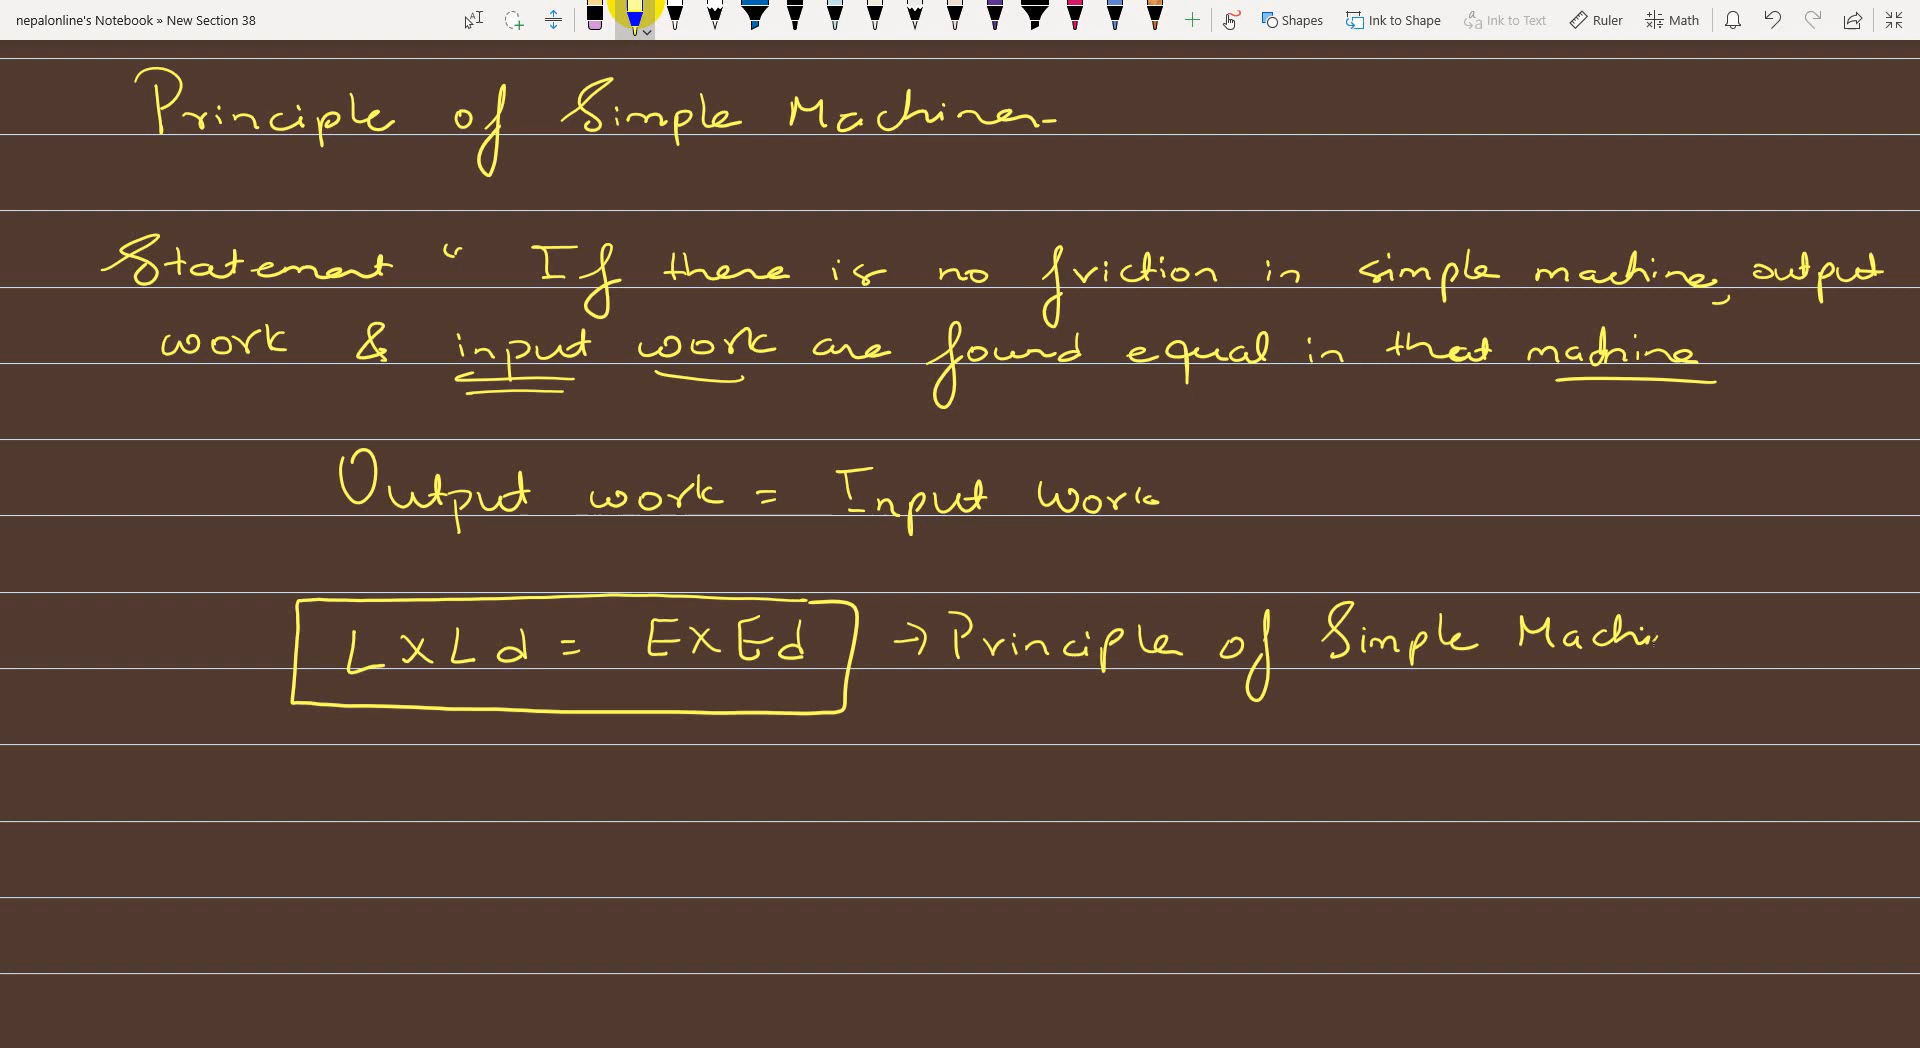 nepalonline's Notebook » New Section 38 Shapes Ink to Shape Ink to Text Ruler Math
Principle of Simple Machines-
Statement “ If there is no friction in simple machine, output
work & input work are found equal in that machine
Output work = Input work
L x Ld = E x Ed → Principle of Simple Machi